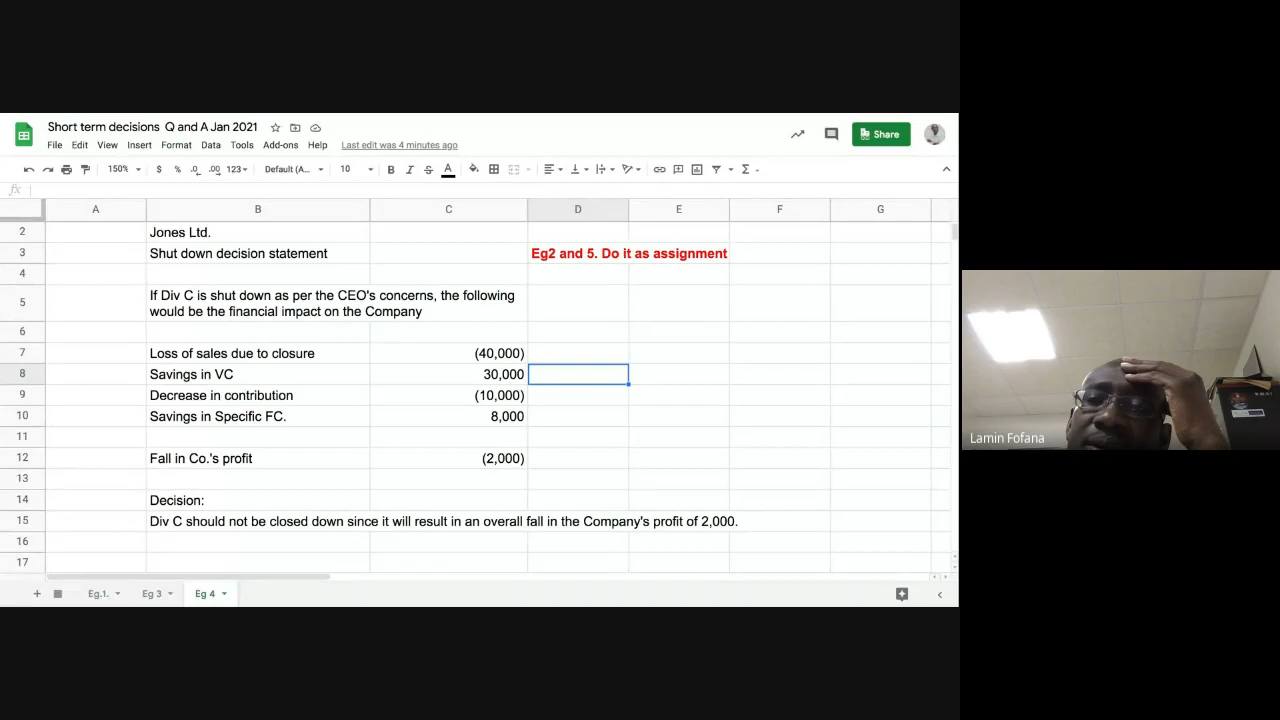 Short term decisions Q and A Jan 2021
File Edit View Insert Format Data Tools Add-ons Help Last edit was 4 minutes ago
Share
150% $ % .0 .00 123 Default (A... 10 B I S A
fx
A B C D E F G
2 Jones Ltd.
3 Shut down decision statement Eg2 and 5. Do it as assignment
4
5 If Div C is shut down as per the CEO's concerns, the following
would be the financial impact on the Company
6
7 Loss of sales due to closure (40,000)
8 Savings in VC 30,000
9 Decrease in contribution (10,000)
10 Savings in Specific FC. 8,000
11
12 Fall in Co.'s profit (2,000)
13
14 Decision:
15 Div C should not be closed down since it will result in an overall fall in the Company's profit of 2,000.
16
17
Eg.1. Eg 3 Eg 4
Lamin Fofana